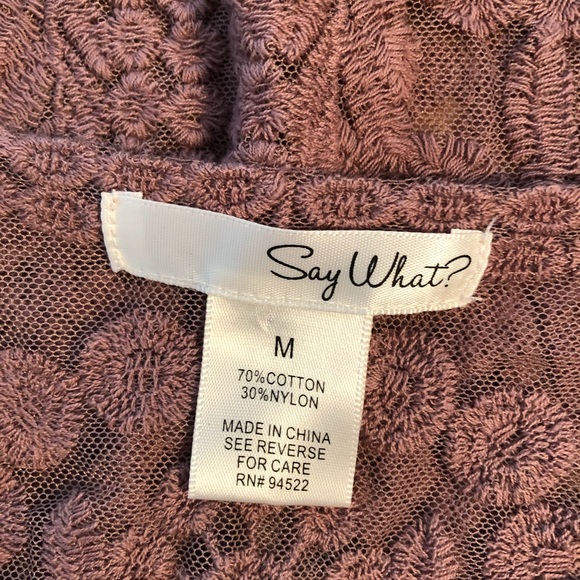 Say What?
M
70%COTTON
30%NYLON
MADE IN CHINA
SEE REVERSE
FOR CARE
RN# 94522